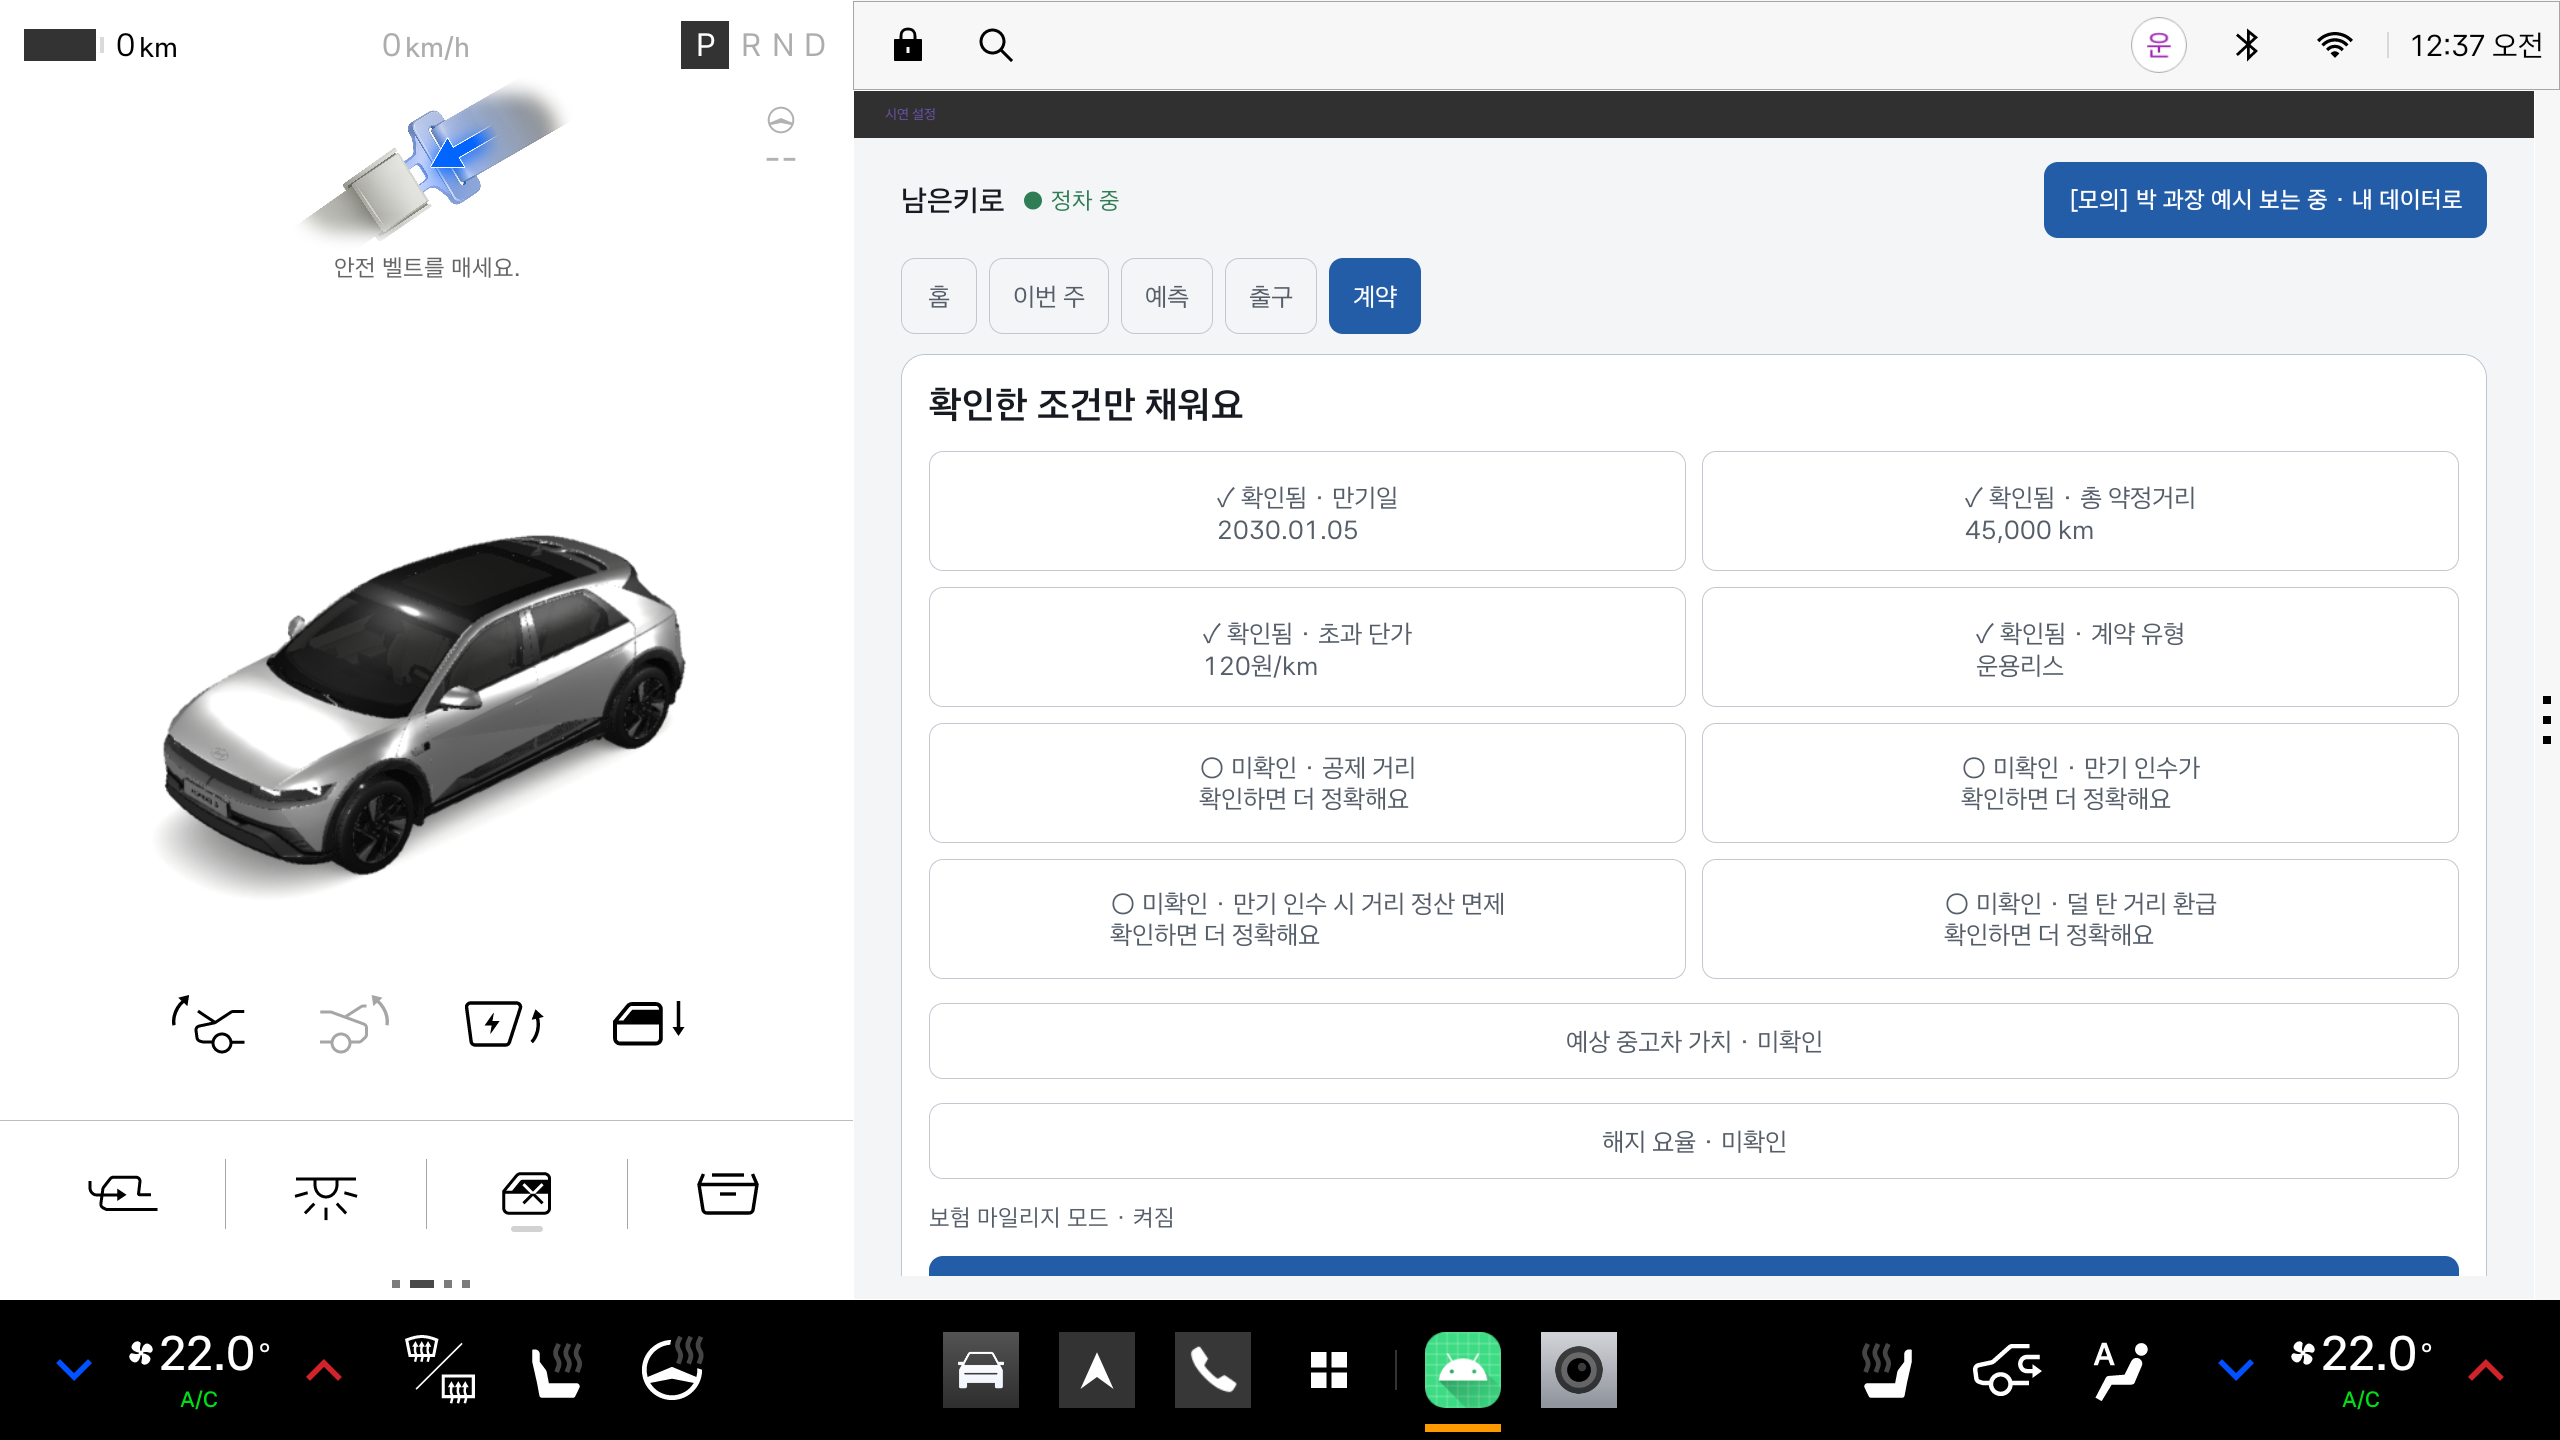 0 km
0 km/h
P R N D
안전 벨트를 매세요.
운
12:37 오전
시연 설정
남은키로
정차 중
[모의] 박 과장 예시 보는 중 · 내 데이터로
홈
이번 주
예측
출구
계약
확인한 조건만 채워요
✓ 확인됨 · 만기일
2030.01.05
✓ 확인됨 · 총 약정거리
45,000 km
✓ 확인됨 · 초과 단가
120원/km
✓ 확인됨 · 계약 유형
운용리스
○ 미확인 · 공제 거리
확인하면 더 정확해요
○ 미확인 · 만기 인수가
확인하면 더 정확해요
○ 미확인 · 만기 인수 시 거리 정산 면제
확인하면 더 정확해요
○ 미확인 · 덜 탄 거리 환급
확인하면 더 정확해요
예상 중고차 가치 · 미확인
해지 요율 · 미확인
보험 마일리지 모드 · 켜짐
22.0°
A/C
A
22.0°
A/C